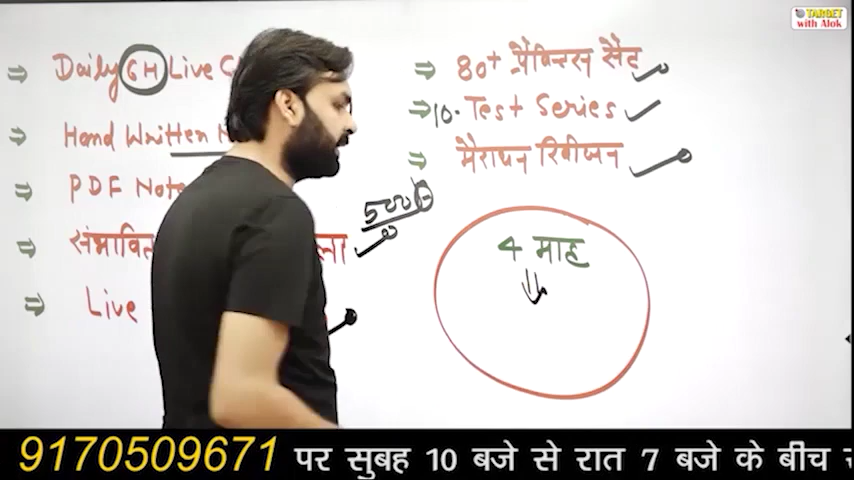 TARGET
with Alok
⇒ Daily 6H Live
⇒ Hand Written
⇒ PDF Note
⇒ संभावित
⇒ Live
5000
⇒ 80+ प्रैक्टिस सैट
⇒ 10. Test Series
⇒ मैराथन रिवीजन
4 माह
9170509671 पर सुबह 10 बजे से रात 7 बजे के बीच